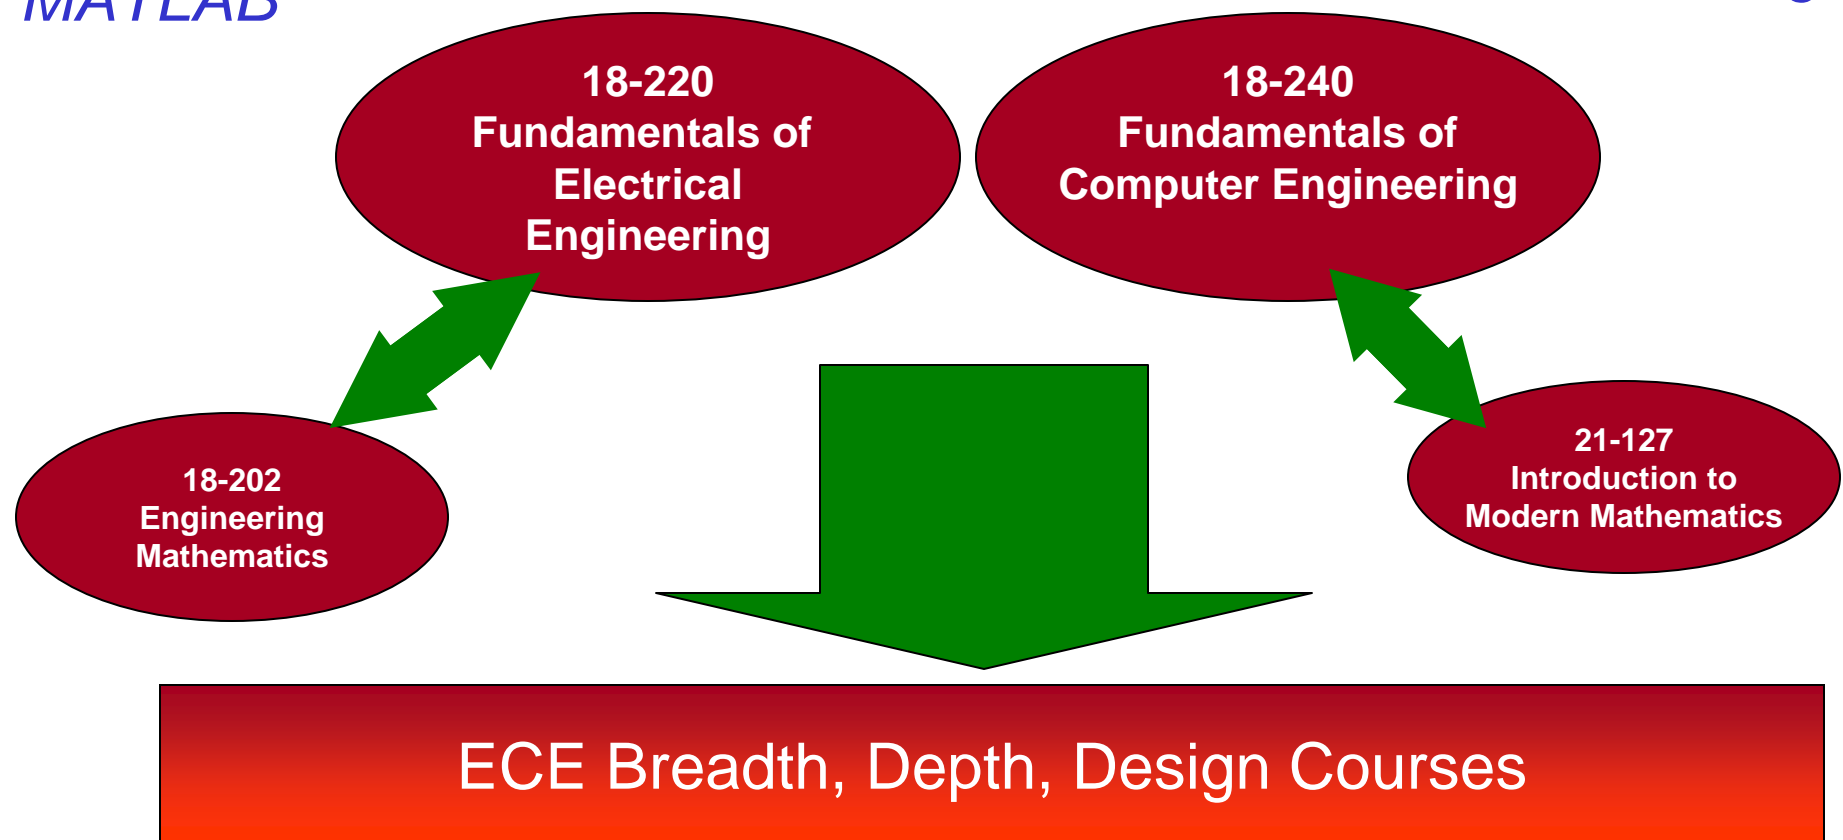 MATLAB
18-220
Fundamentals of
Electrical
Engineering
18-240
Fundamentals of
Computer Engineering
18-202
Engineering
Mathematics
21-127
Introduction to
Modern Mathematics
ECE Breadth, Depth, Design Courses